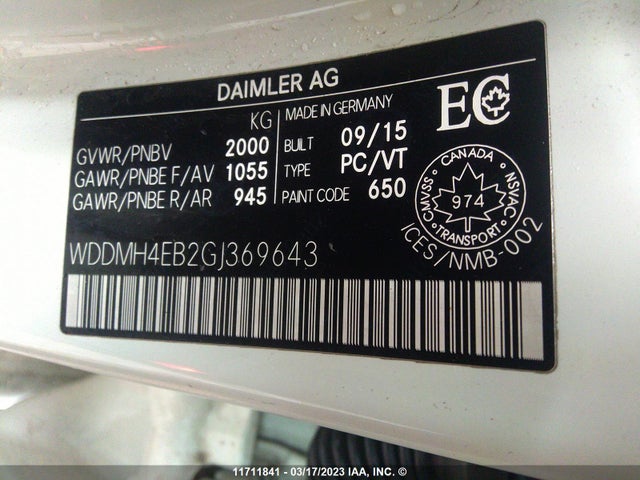 DAIMLER AG
KG
GVWR/PNBV 2000
GAWR/PNBE F/AV 1055
GAWR/PNBE R/AR 945
MADE IN GERMANY
BUILT 09/15
TYPE PC/VT
PAINT CODE 650
EC
CANADA
CMVSS 974 NSVAC
TRANSPORT
ICES/NMB-002
WDDMH4EB2GJ369643
11711841 - 03/17/2023 IAA, INC. ©